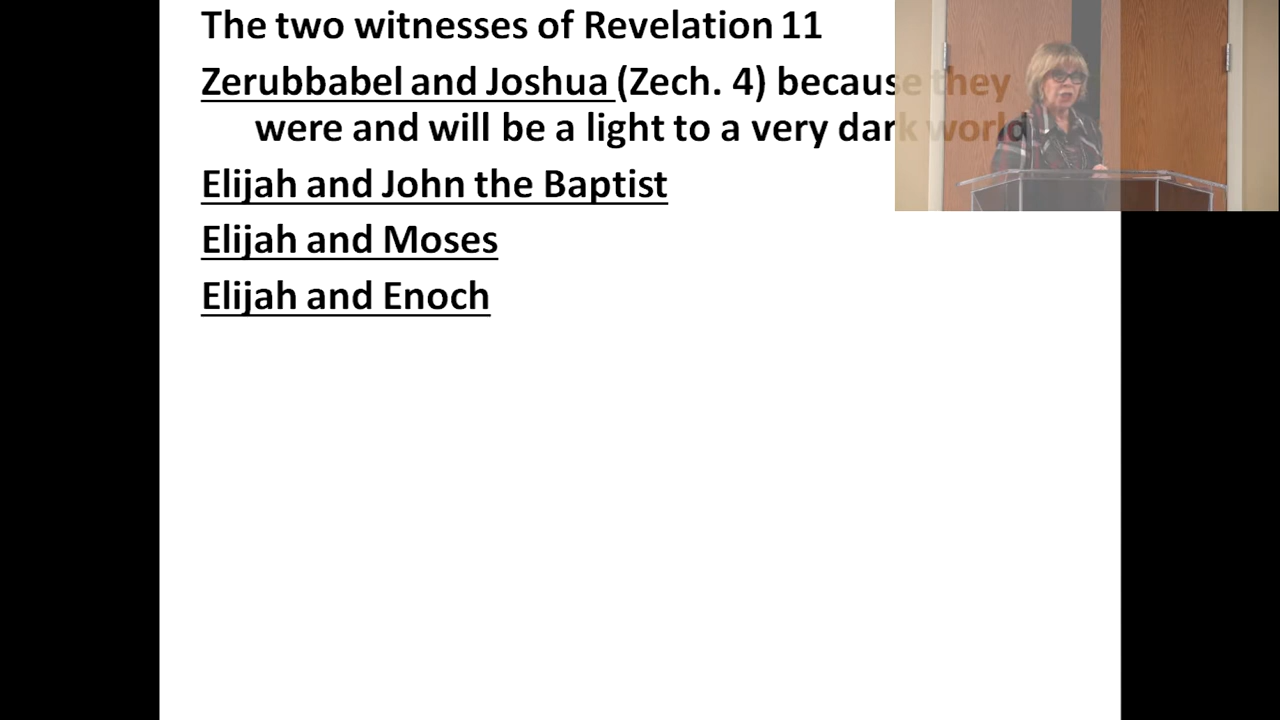 The two witnesses of Revelation 11
Zerubbabel and Joshua (Zech. 4) because they
were and will be a light to a very dark world
Elijah and John the Baptist
Elijah and Moses
Elijah and Enoch